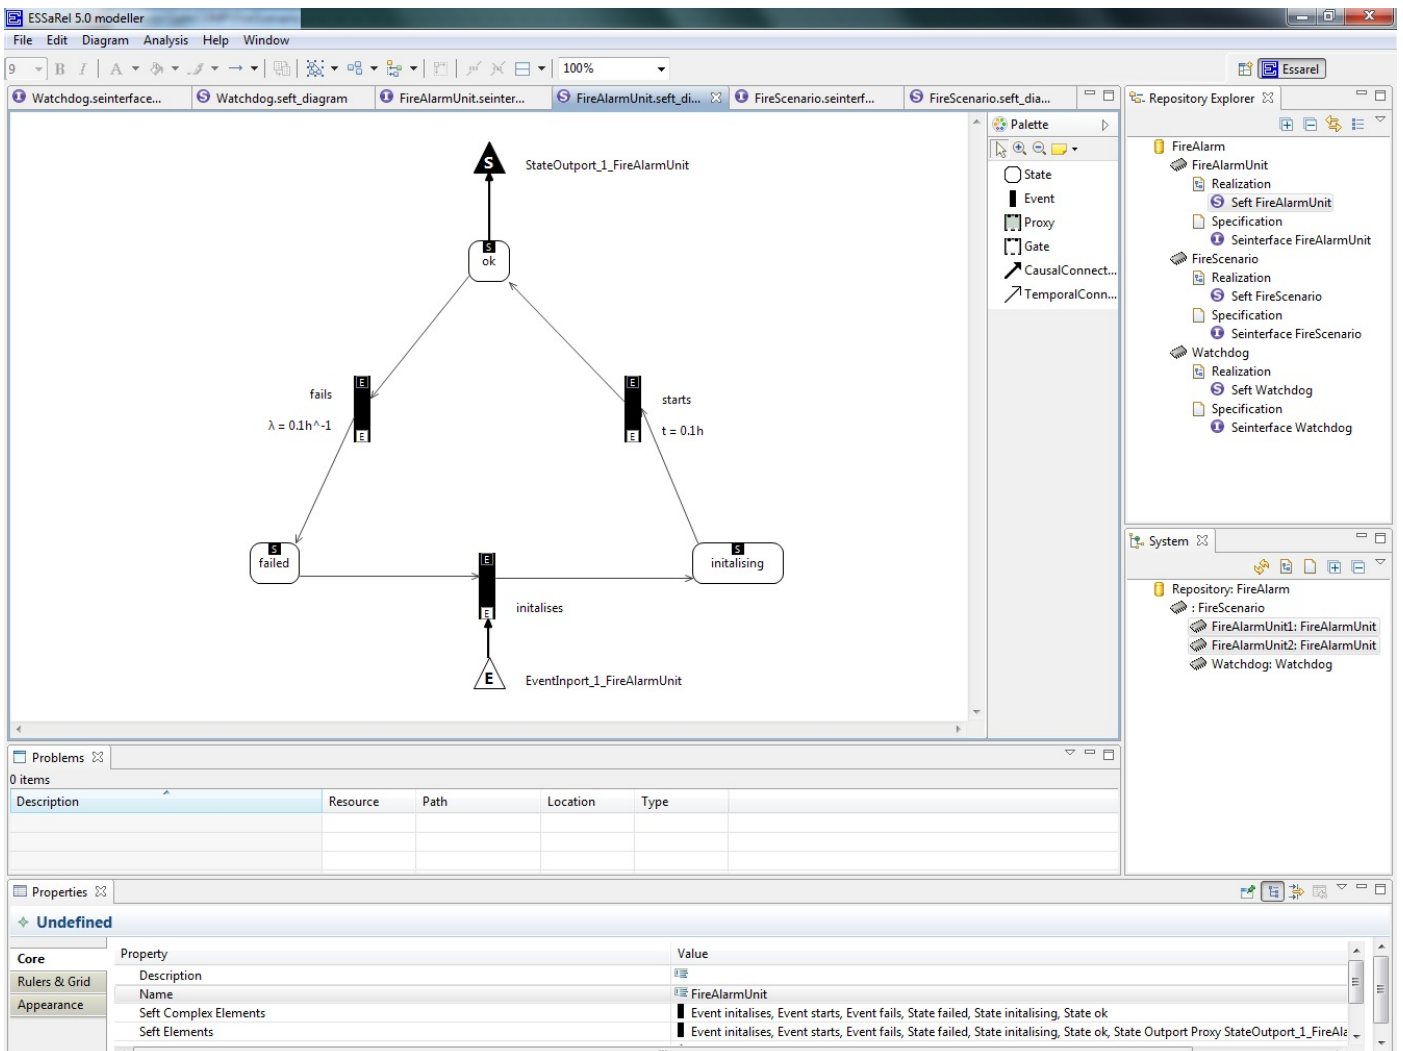 ESSaRel 5.0 modeller
File Edit Diagram Analysis Help Window
9 B I A 100% Essarel
Watchdog.seinterface... Watchdog.seft_diagram FireAlarmUnit.seinter... FireAlarmUnit.seft_di... FireScenario.seinterf... FireScenario.seft_dia...
S StateOutport_1_FireAlarmUnit
S
ok
E
fails
λ = 0.1h^-1
E
E
starts
t = 0.1h
E
S
failed
S
initalising
E
initalises
E
E EventInport_1_FireAlarmUnit
Palette
State
Event
Proxy
Gate
CausalConnect...
TemporalConn...
Repository Explorer
FireAlarm
FireAlarmUnit
Realization
Seft FireAlarmUnit
Specification
Seinterface FireAlarmUnit
FireScenario
Realization
Seft FireScenario
Specification
Seinterface FireScenario
Watchdog
Realization
Seft Watchdog
Specification
Seinterface Watchdog
System
Repository: FireAlarm
: FireScenario
FireAlarmUnit1: FireAlarmUnit
FireAlarmUnit2: FireAlarmUnit
Watchdog: Watchdog
Problems
0 items
Description Resource Path Location Type
Properties
Undefined
Core
Rulers & Grid
Appearance
Property Value
Description
Name FireAlarmUnit
Seft Complex Elements Event initalises, Event starts, Event fails, State failed, State initalising, State ok
Seft Elements Event initalises, Event starts, Event fails, State failed, State initalising, State ok, State Outport Proxy StateOutport_1_FireAla